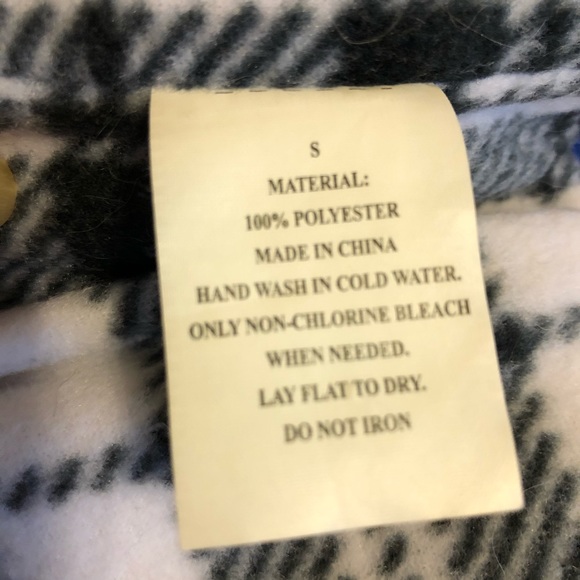 S
MATERIAL:
100% POLYESTER
MADE IN CHINA
HAND WASH IN COLD WATER.
ONLY NON-CHLORINE BLEACH
WHEN NEEDED.
LAY FLAT TO DRY.
DO NOT IRON